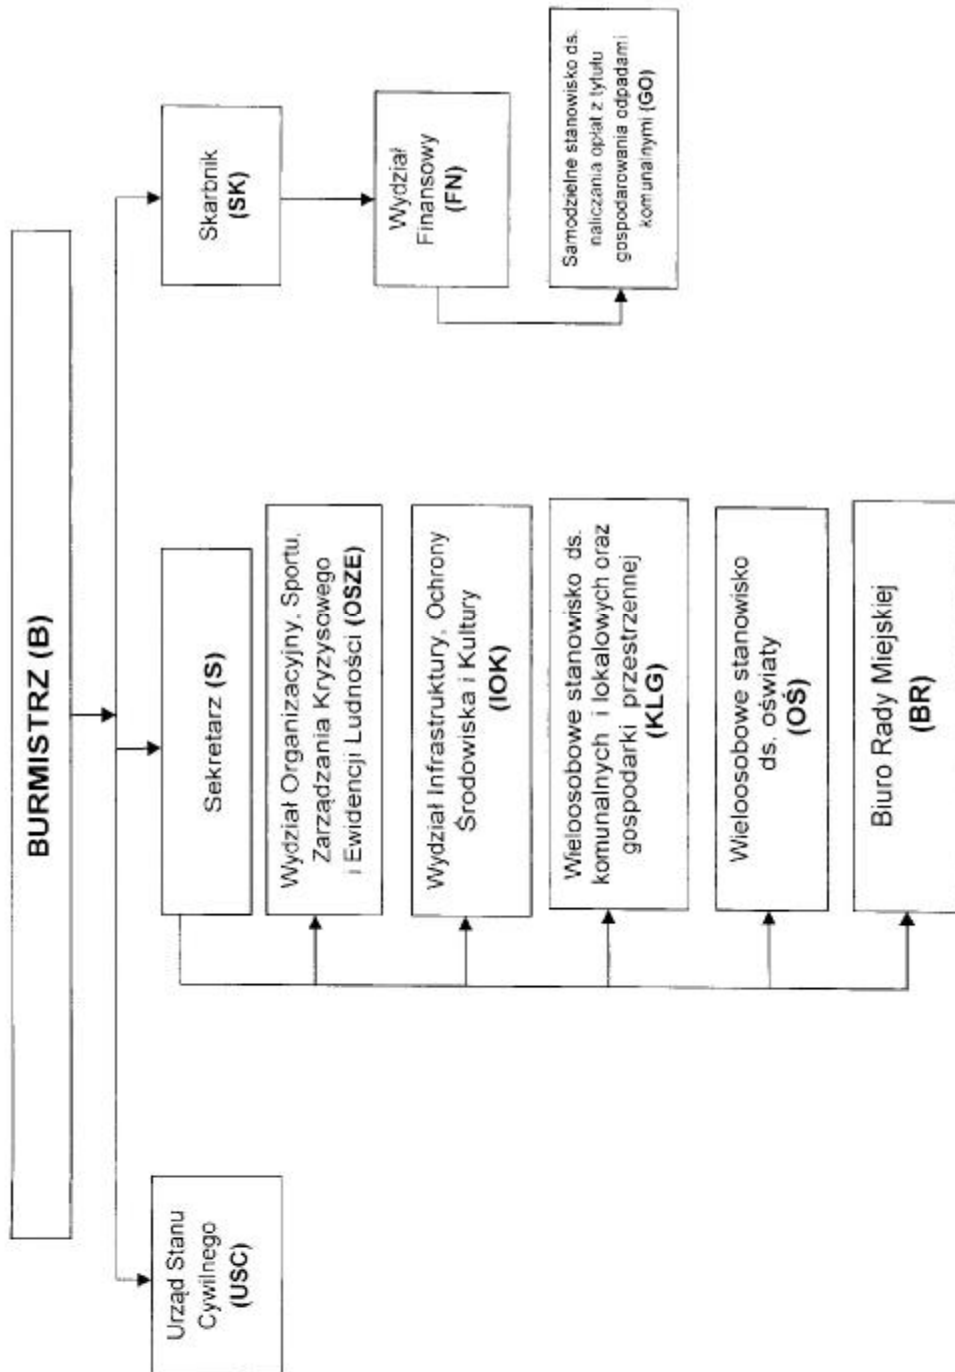 BURMISTRZ (B)
Urząd Stanu
Cywilnego
(USC)
Sekretarz (S)
Wydział Organizacyjny, Sportu,
Zarządzania Kryzysowego
i Ewidencji Ludności (OSZE)
Wydział Infrastruktury, Ochrony
Środowiska i Kultury
(IOK)
Wieloosobowe stanowisko ds.
komunalnych i lokalowych oraz
gospodarki przestrzennej
(KLG)
Wieloosobowe stanowisko
ds. oświaty
(OŚ)
Biuro Rady Miejskiej
(BR)
Skarbnik
(SK)
Wydział
Finansowy
(FN)
Samodzielne stanowisko ds.
naliczania opłat z tytułu
gospodarowania odpadami
komunalnymi (GO)